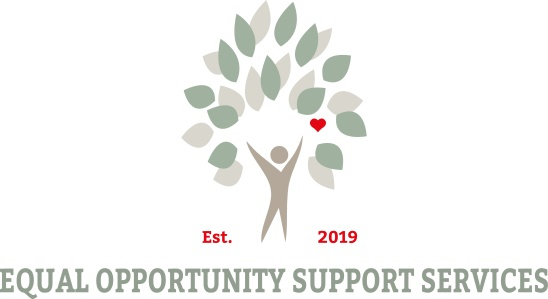 Est. 2019
EQUAL OPPORTUNITY SUPPORT SERVICES